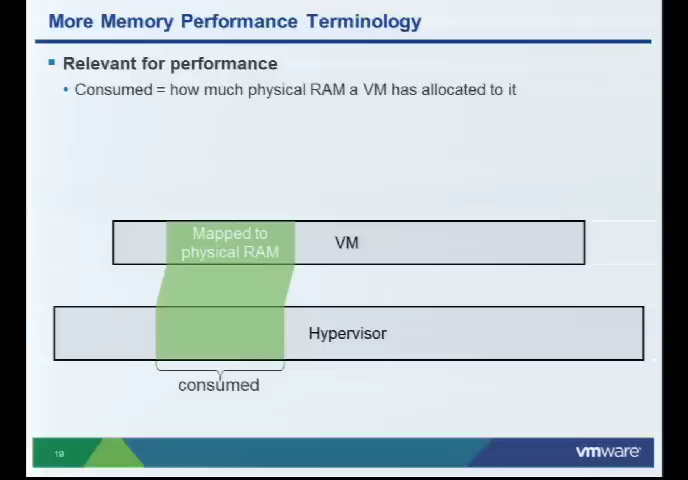 More Memory Performance Terminology
Relevant for performance
Consumed = how much physical RAM a VM has allocated to it
Mapped to
physical RAM
VM
Hypervisor
consumed
19
vmware